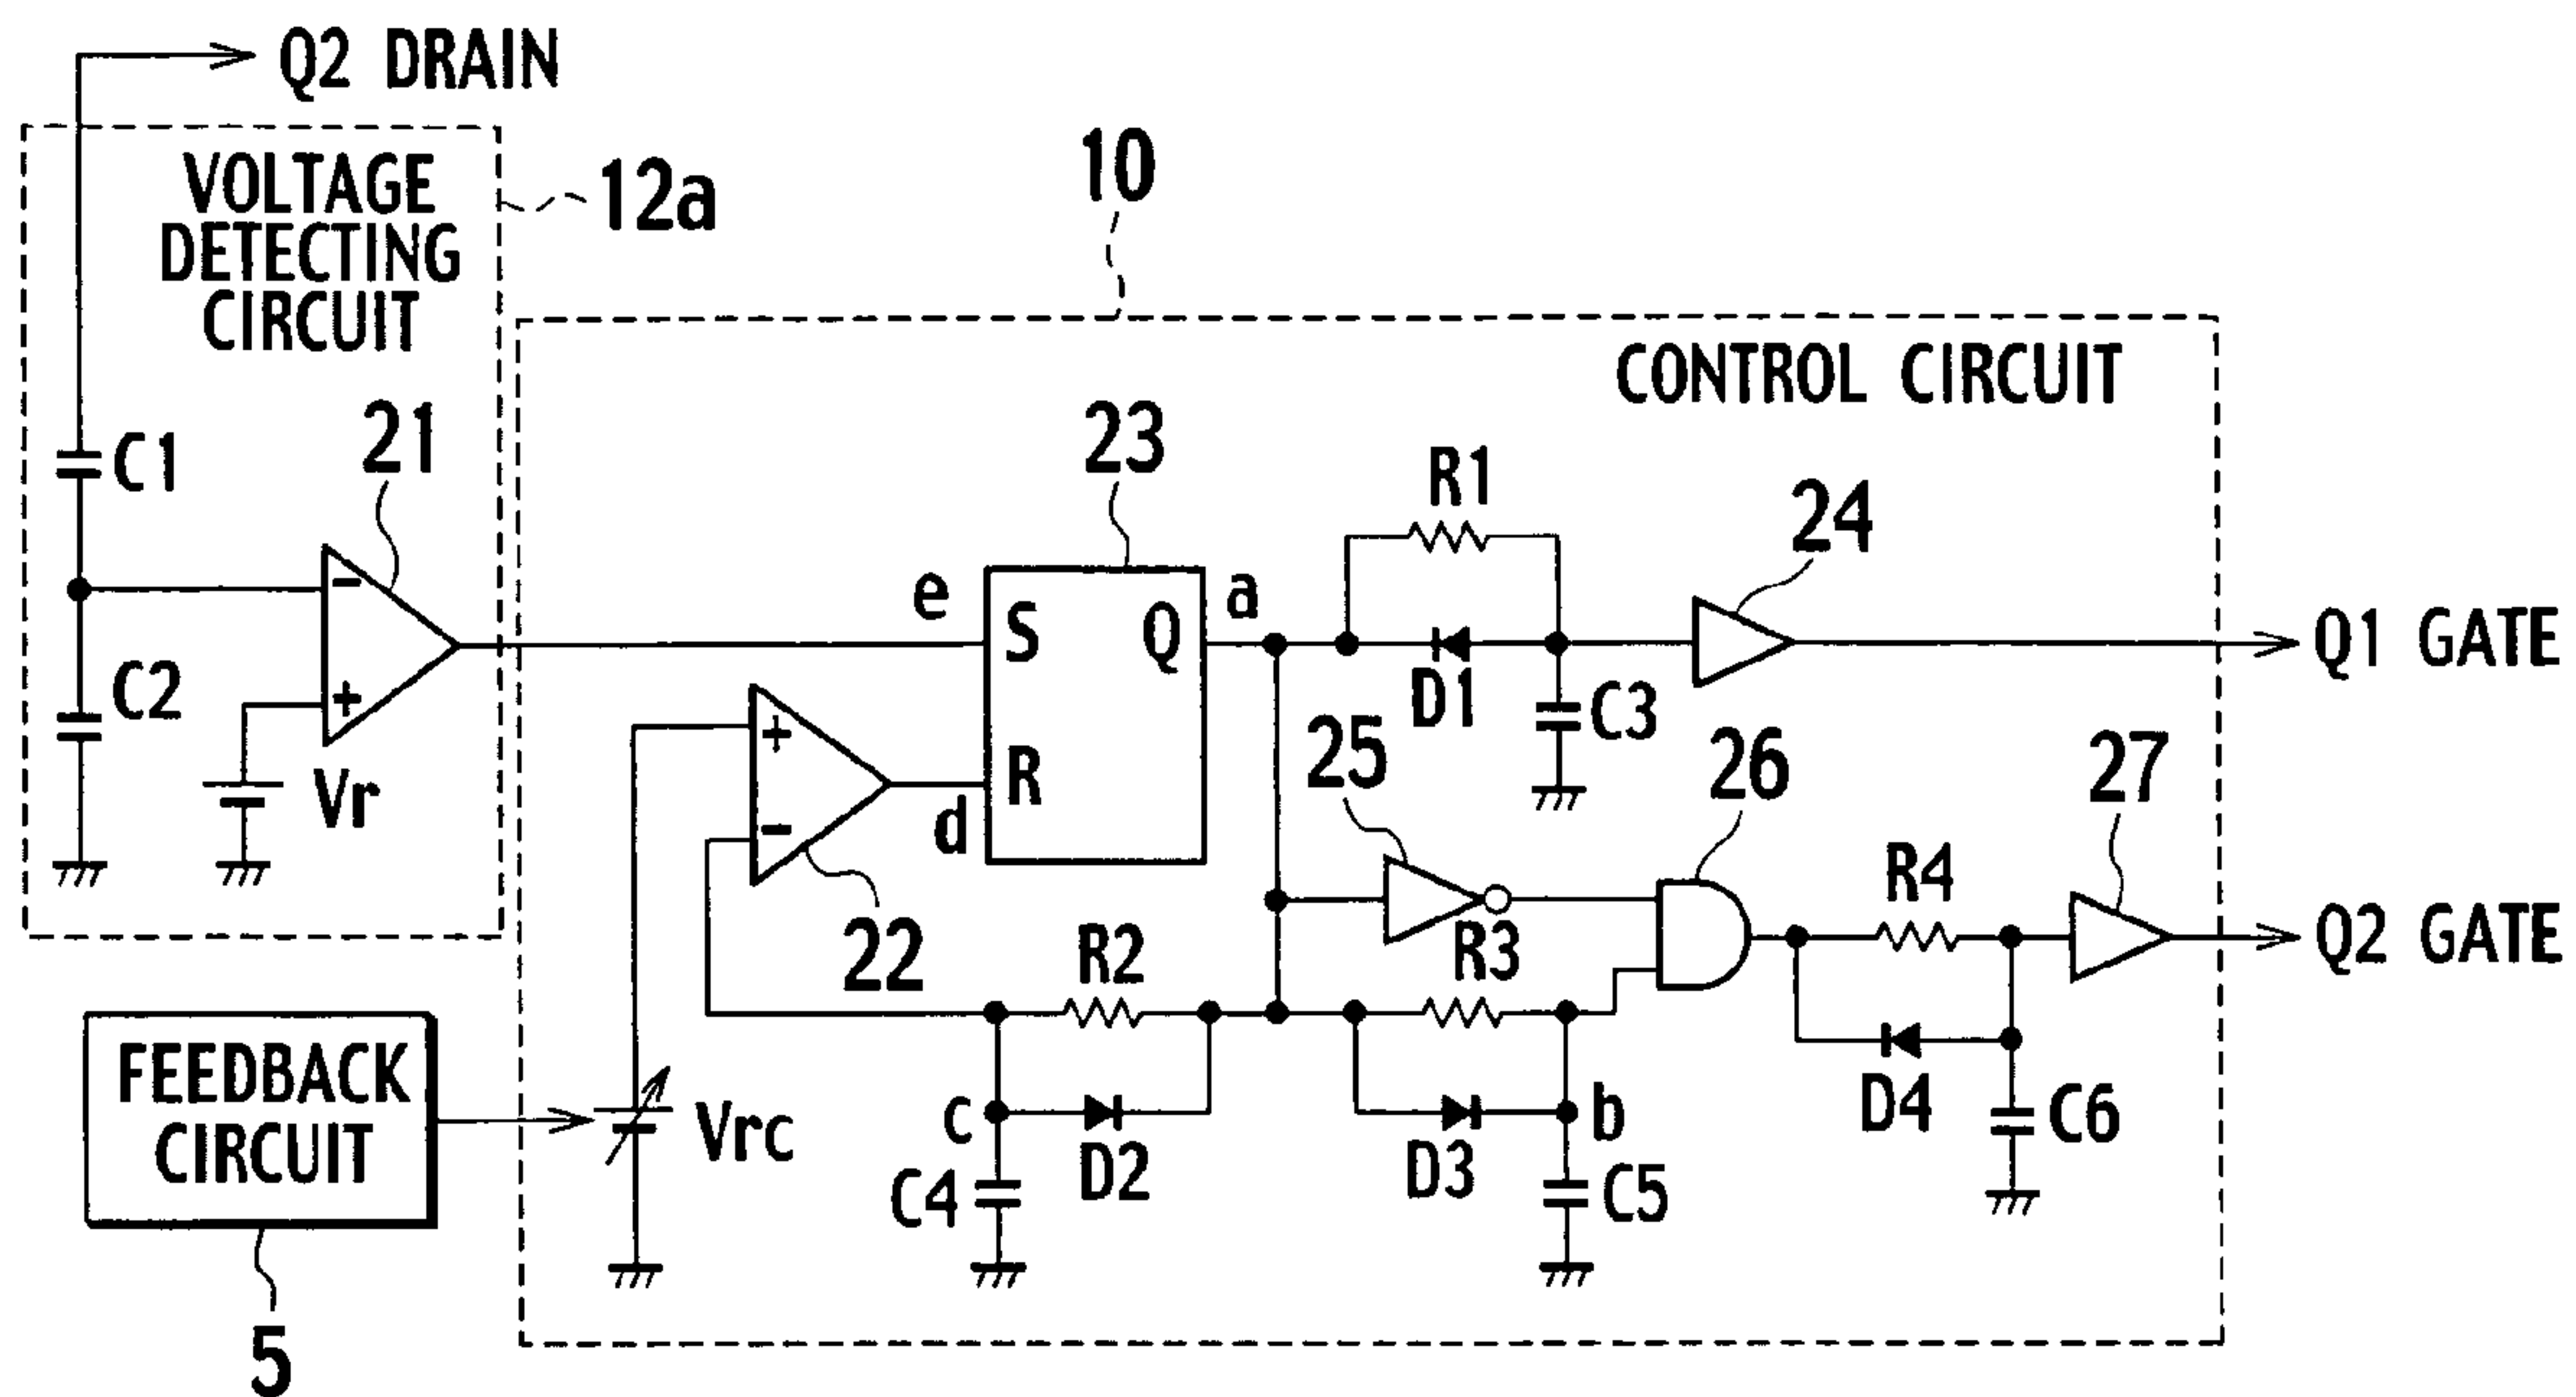 Q2 DRAIN
VOLTAGE
DETECTING
CIRCUIT
12a
10
CONTROL CIRCUIT
C1
21
23
R1
24
-
e
S
Q
a
Q1 GATE
C2
+
D1
C3
Vr
+
R
25
26
27
-
d
22
R2
R3
R4
Q2 GATE
FEEDBACK
CIRCUIT
Vrc
c
D2
D3
b
D4
C6
C4
C5
5